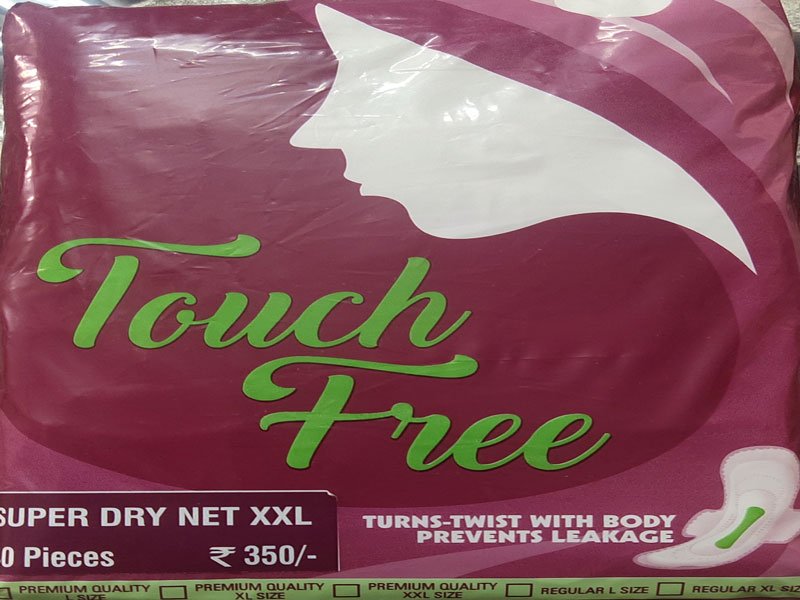 Touch
Free
SUPER DRY NET XXL
0 Pieces ₹ 350/-
TURNS-TWIST WITH BODY
PREVENTS LEAKAGE
PREMIUM QUALITY
L SIZE
PREMIUM QUALITY
XL SIZE
PREMIUM QUALITY
XXL SIZE
REGULAR L SIZE
REGULAR XL